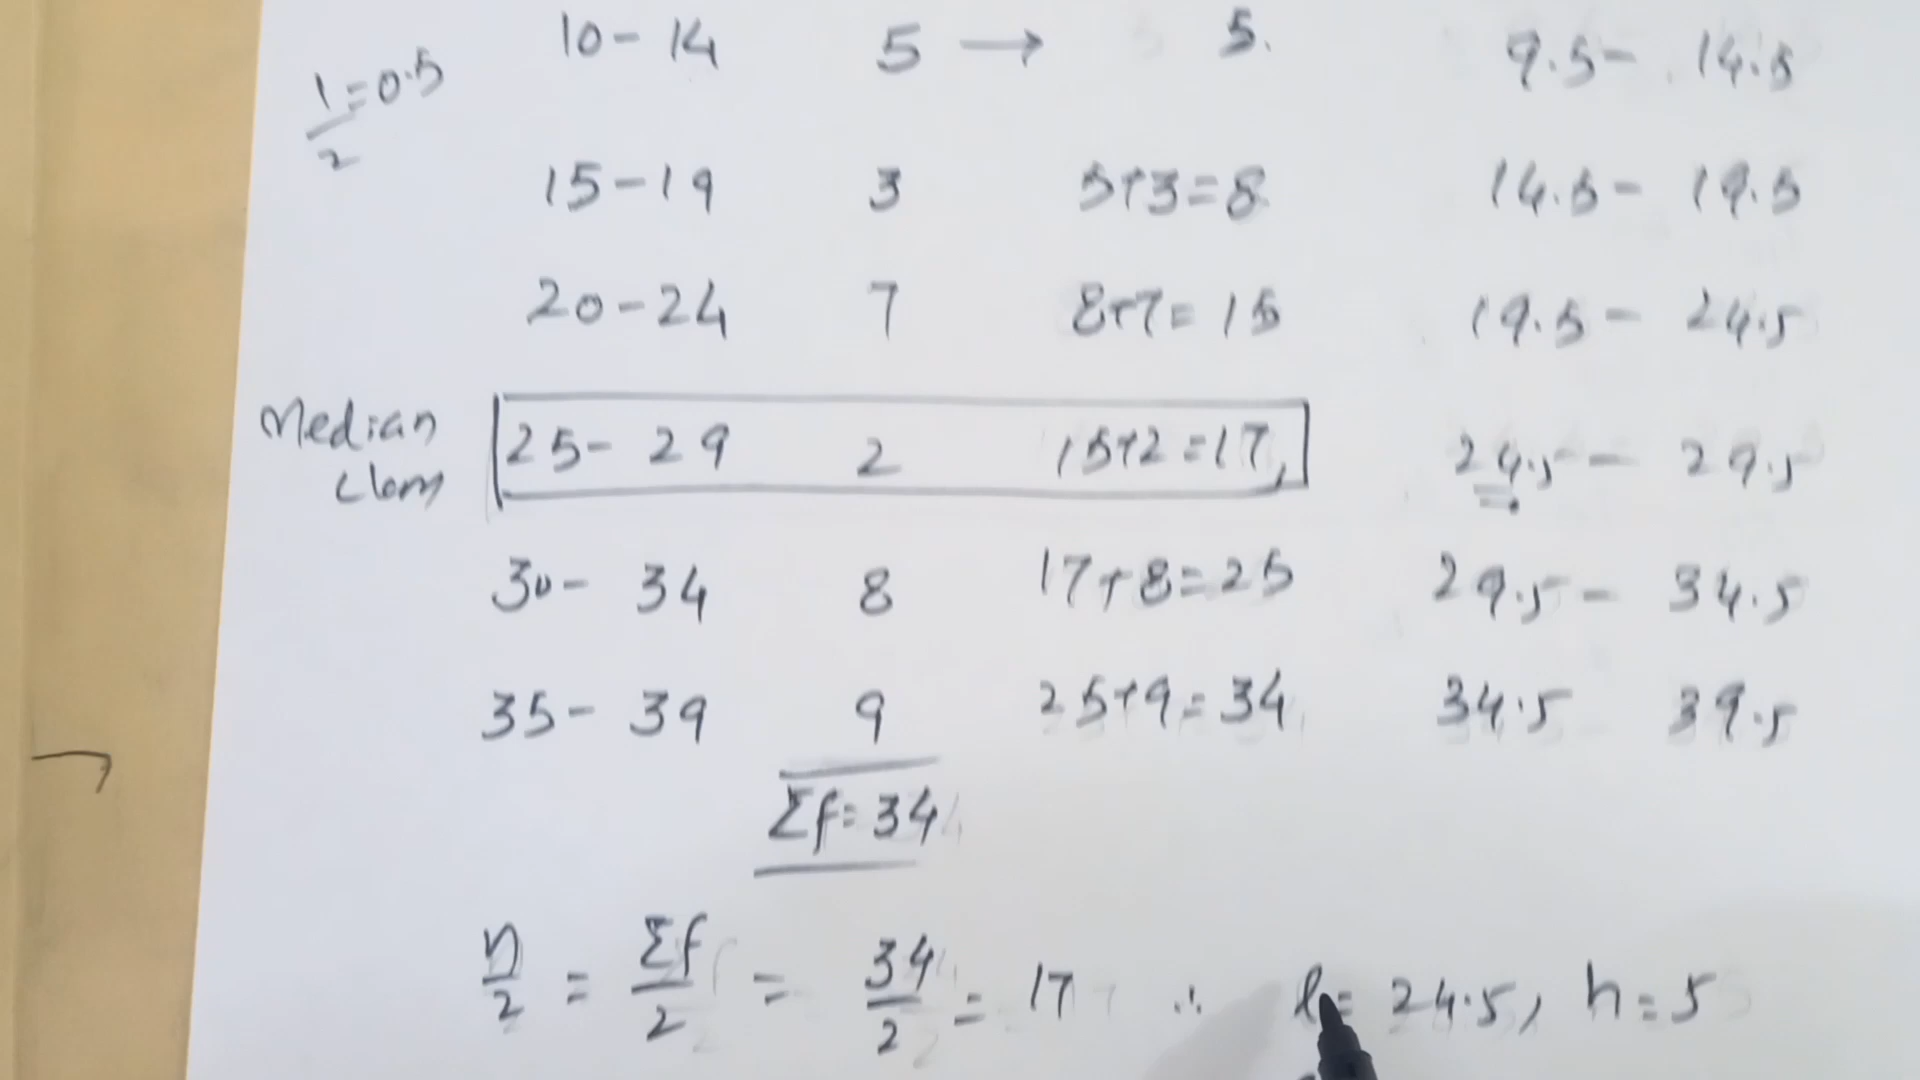 10 - 14 5 → 5. 9.5 - 14.5
1/2 = 0.5
15 - 19 3 5+3=8 14.5 - 19.5
20 - 24 7 8+7= 15 19.5 - 24.5
Median 25 - 29 2 15+2 = 17, 24.5 - 29.5
class
30 - 34 8 17+8=25 29.5 - 34.5
35 - 39 9 25+9 = 34 34.5 39.5
Σf = 34
n/2 = Σf/2 = 34/2 = 17 ∴ l = 24.5, h = 5